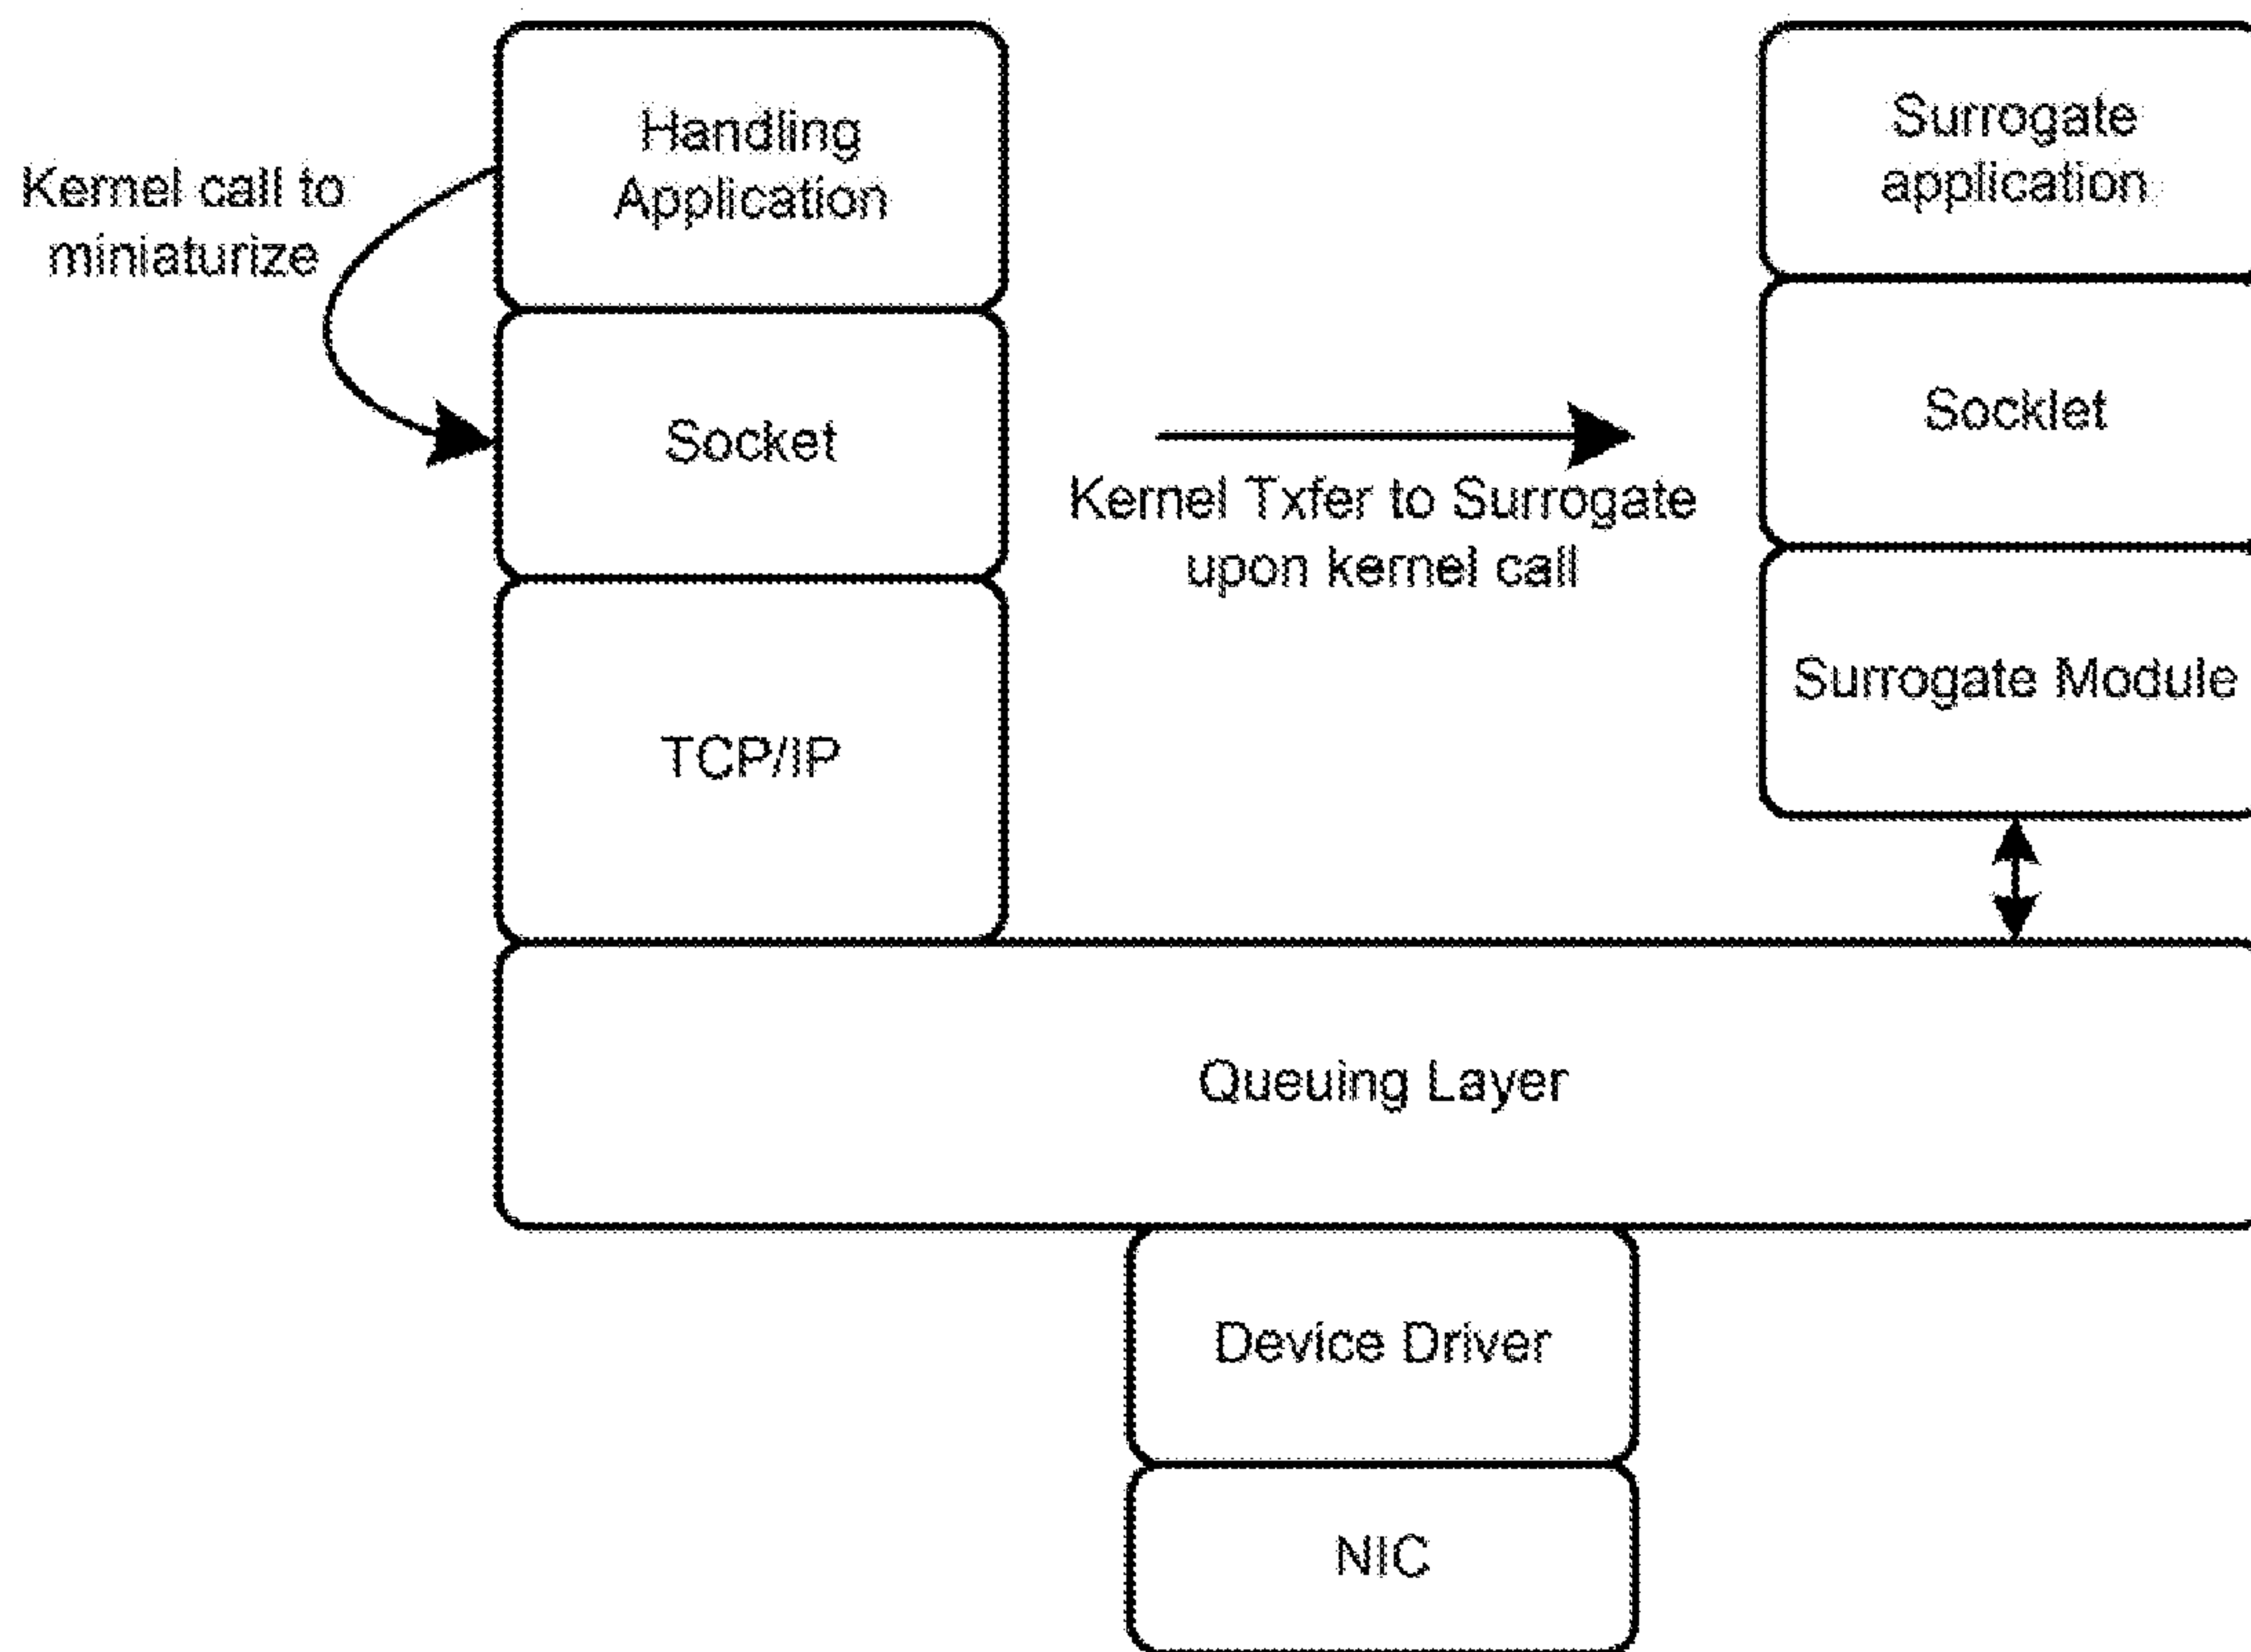 Handling
Application
Surrogate
application
Kernel call to
miniaturize
Socket
Socklet
Kernel Txfer to Surrogate
upon kernel call
Surrogate Module
TCP/IP
Queuing Layer
Device Driver
NIC